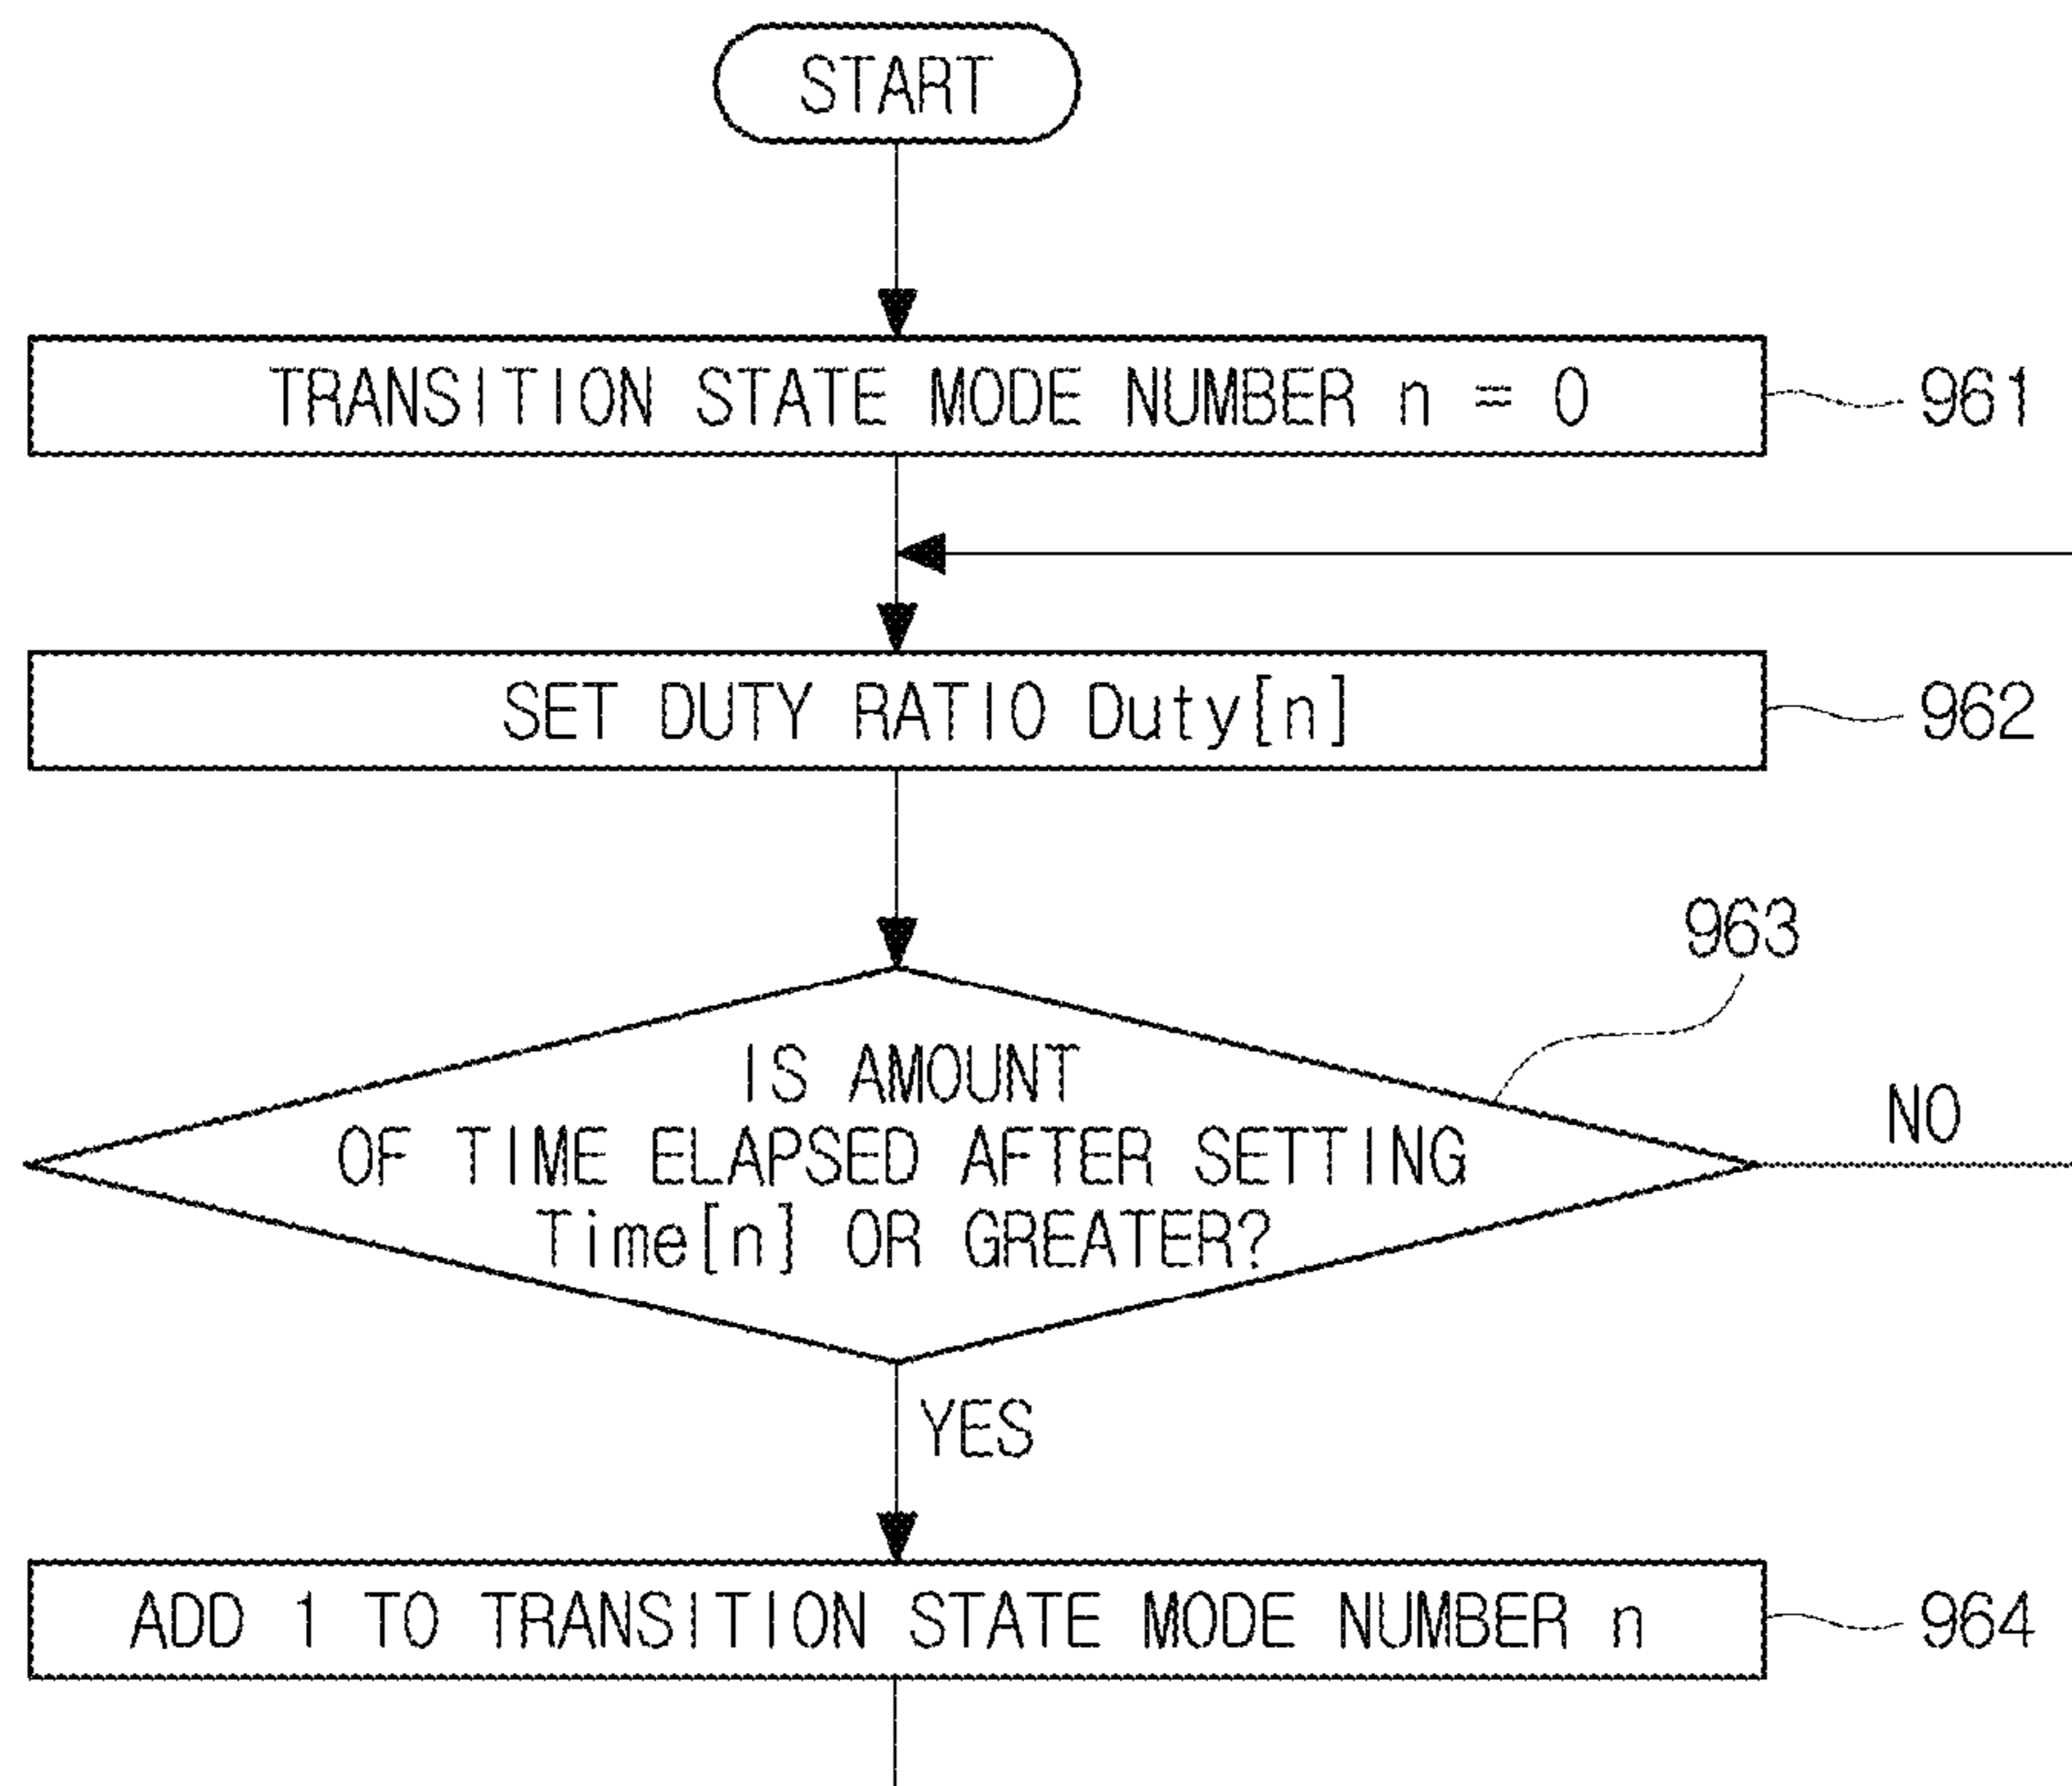 START
TRANSITION STATE MODE NUMBER n = 0
961
SET DUTY RATIO Duty[n]
962
963
IS AMOUNT
OF TIME ELAPSED AFTER SETTING
Time[n] OR GREATER?
NO
YES
ADD 1 TO TRANSITION STATE MODE NUMBER n
964